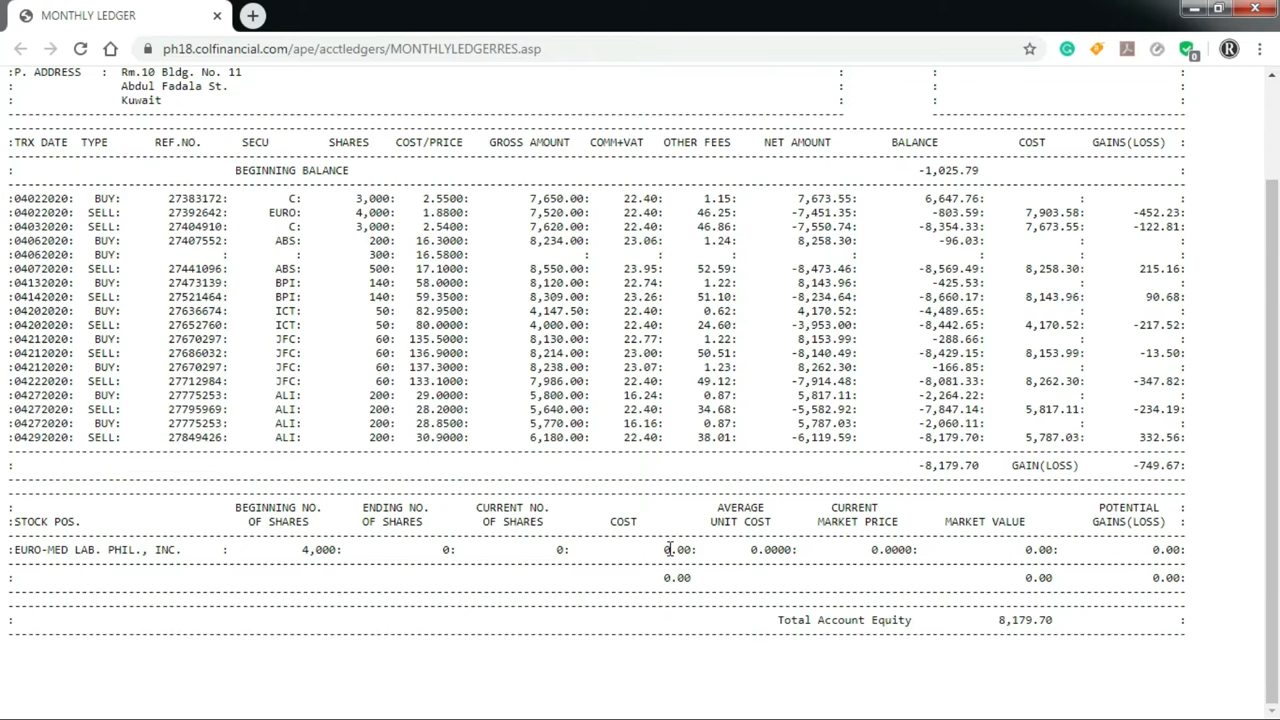 MONTHLY LEDGER
ph18.colfinancial.com/ape/acctledgers/MONTHLYLEDGERRES.asp
R
0
:P. ADDRESS : Rm.10 Bldg. No. 11 : : :
: Abdul Fadala St. : : :
: Kuwait : : :
:TRX DATE TYPE REF.NO. SECU SHARES COST/PRICE GROSS AMOUNT COMM+VAT OTHER FEES NET AMOUNT BALANCE COST GAINS(LOSS) :
: BEGINNING BALANCE -1,025.79 :
:04022020: BUY: 27383172: C: 3,000: 2.5500: 7,650.00: 22.40: 1.15: 7,673.55: 6,647.76: : :
:04022020: SELL: 27392642: EURO: 4,000: 1.8800: 7,520.00: 22.40: 46.25: -7,451.35: -803.59: 7,903.58: -452.23:
:04032020: SELL: 27404910: C: 3,000: 2.5400: 7,620.00: 22.40: 46.86: -7,550.74: -8,354.33: 7,673.55: -122.81:
:04062020: BUY: 27407552: ABS: 200: 16.3000: 8,234.00: 23.06: 1.24: 8,258.30: -96.03: : :
:04062020: BUY: : : 300: 16.5800: : : : : : : :
:04072020: SELL: 27441096: ABS: 500: 17.1000: 8,550.00: 23.95: 52.59: -8,473.46: -8,569.49: 8,258.30: 215.16:
:04132020: BUY: 27473139: BPI: 140: 58.0000: 8,120.00: 22.74: 1.22: 8,143.96: -425.53: : :
:04142020: SELL: 27521464: BPI: 140: 59.3500: 8,309.00: 23.26: 51.10: -8,234.64: -8,660.17: 8,143.96: 90.68:
:04202020: BUY: 27636674: ICT: 50: 82.9500: 4,147.50: 22.40: 0.62: 4,170.52: -4,489.65: : :
:04202020: SELL: 27652760: ICT: 50: 80.0000: 4,000.00: 22.40: 24.60: -3,953.00: -8,442.65: 4,170.52: -217.52:
:04212020: BUY: 27670297: JFC: 60: 135.5000: 8,130.00: 22.77: 1.22: 8,153.99: -288.66: : :
:04212020: SELL: 27686032: JFC: 60: 136.9000: 8,214.00: 23.00: 50.51: -8,140.49: -8,429.15: 8,153.99: -13.50:
:04212020: BUY: 27670297: JFC: 60: 137.3000: 8,238.00: 23.07: 1.23: 8,262.30: -166.85: : :
:04222020: SELL: 27712984: JFC: 60: 133.1000: 7,986.00: 22.40: 49.12: -7,914.48: -8,081.33: 8,262.30: -347.82:
:04272020: BUY: 27775253: ALI: 200: 29.0000: 5,800.00: 16.24: 0.87: 5,817.11: -2,264.22: : :
:04272020: SELL: 27795969: ALI: 200: 28.2000: 5,640.00: 22.40: 34.68: -5,582.92: -7,847.14: 5,817.11: -234.19:
:04272020: BUY: 27775253: ALI: 200: 28.8500: 5,770.00: 16.16: 0.87: 5,787.03: -2,060.11: : :
:04292020: SELL: 27849426: ALI: 200: 30.9000: 6,180.00: 22.40: 38.01: -6,119.59: -8,179.70: 5,787.03: 332.56:
: -8,179.70 GAIN(LOSS) -749.67:
: BEGINNING NO. ENDING NO. CURRENT NO. AVERAGE CURRENT POTENTIAL :
:STOCK POS. OF SHARES OF SHARES OF SHARES COST UNIT COST MARKET PRICE MARKET VALUE GAINS(LOSS) :
:EURO-MED LAB. PHIL., INC. : 4,000: 0: 0: 0.00: 0.0000: 0.0000: 0.00: 0.00:
: 0.00 0.00 0.00:
: Total Account Equity 8,179.70 :